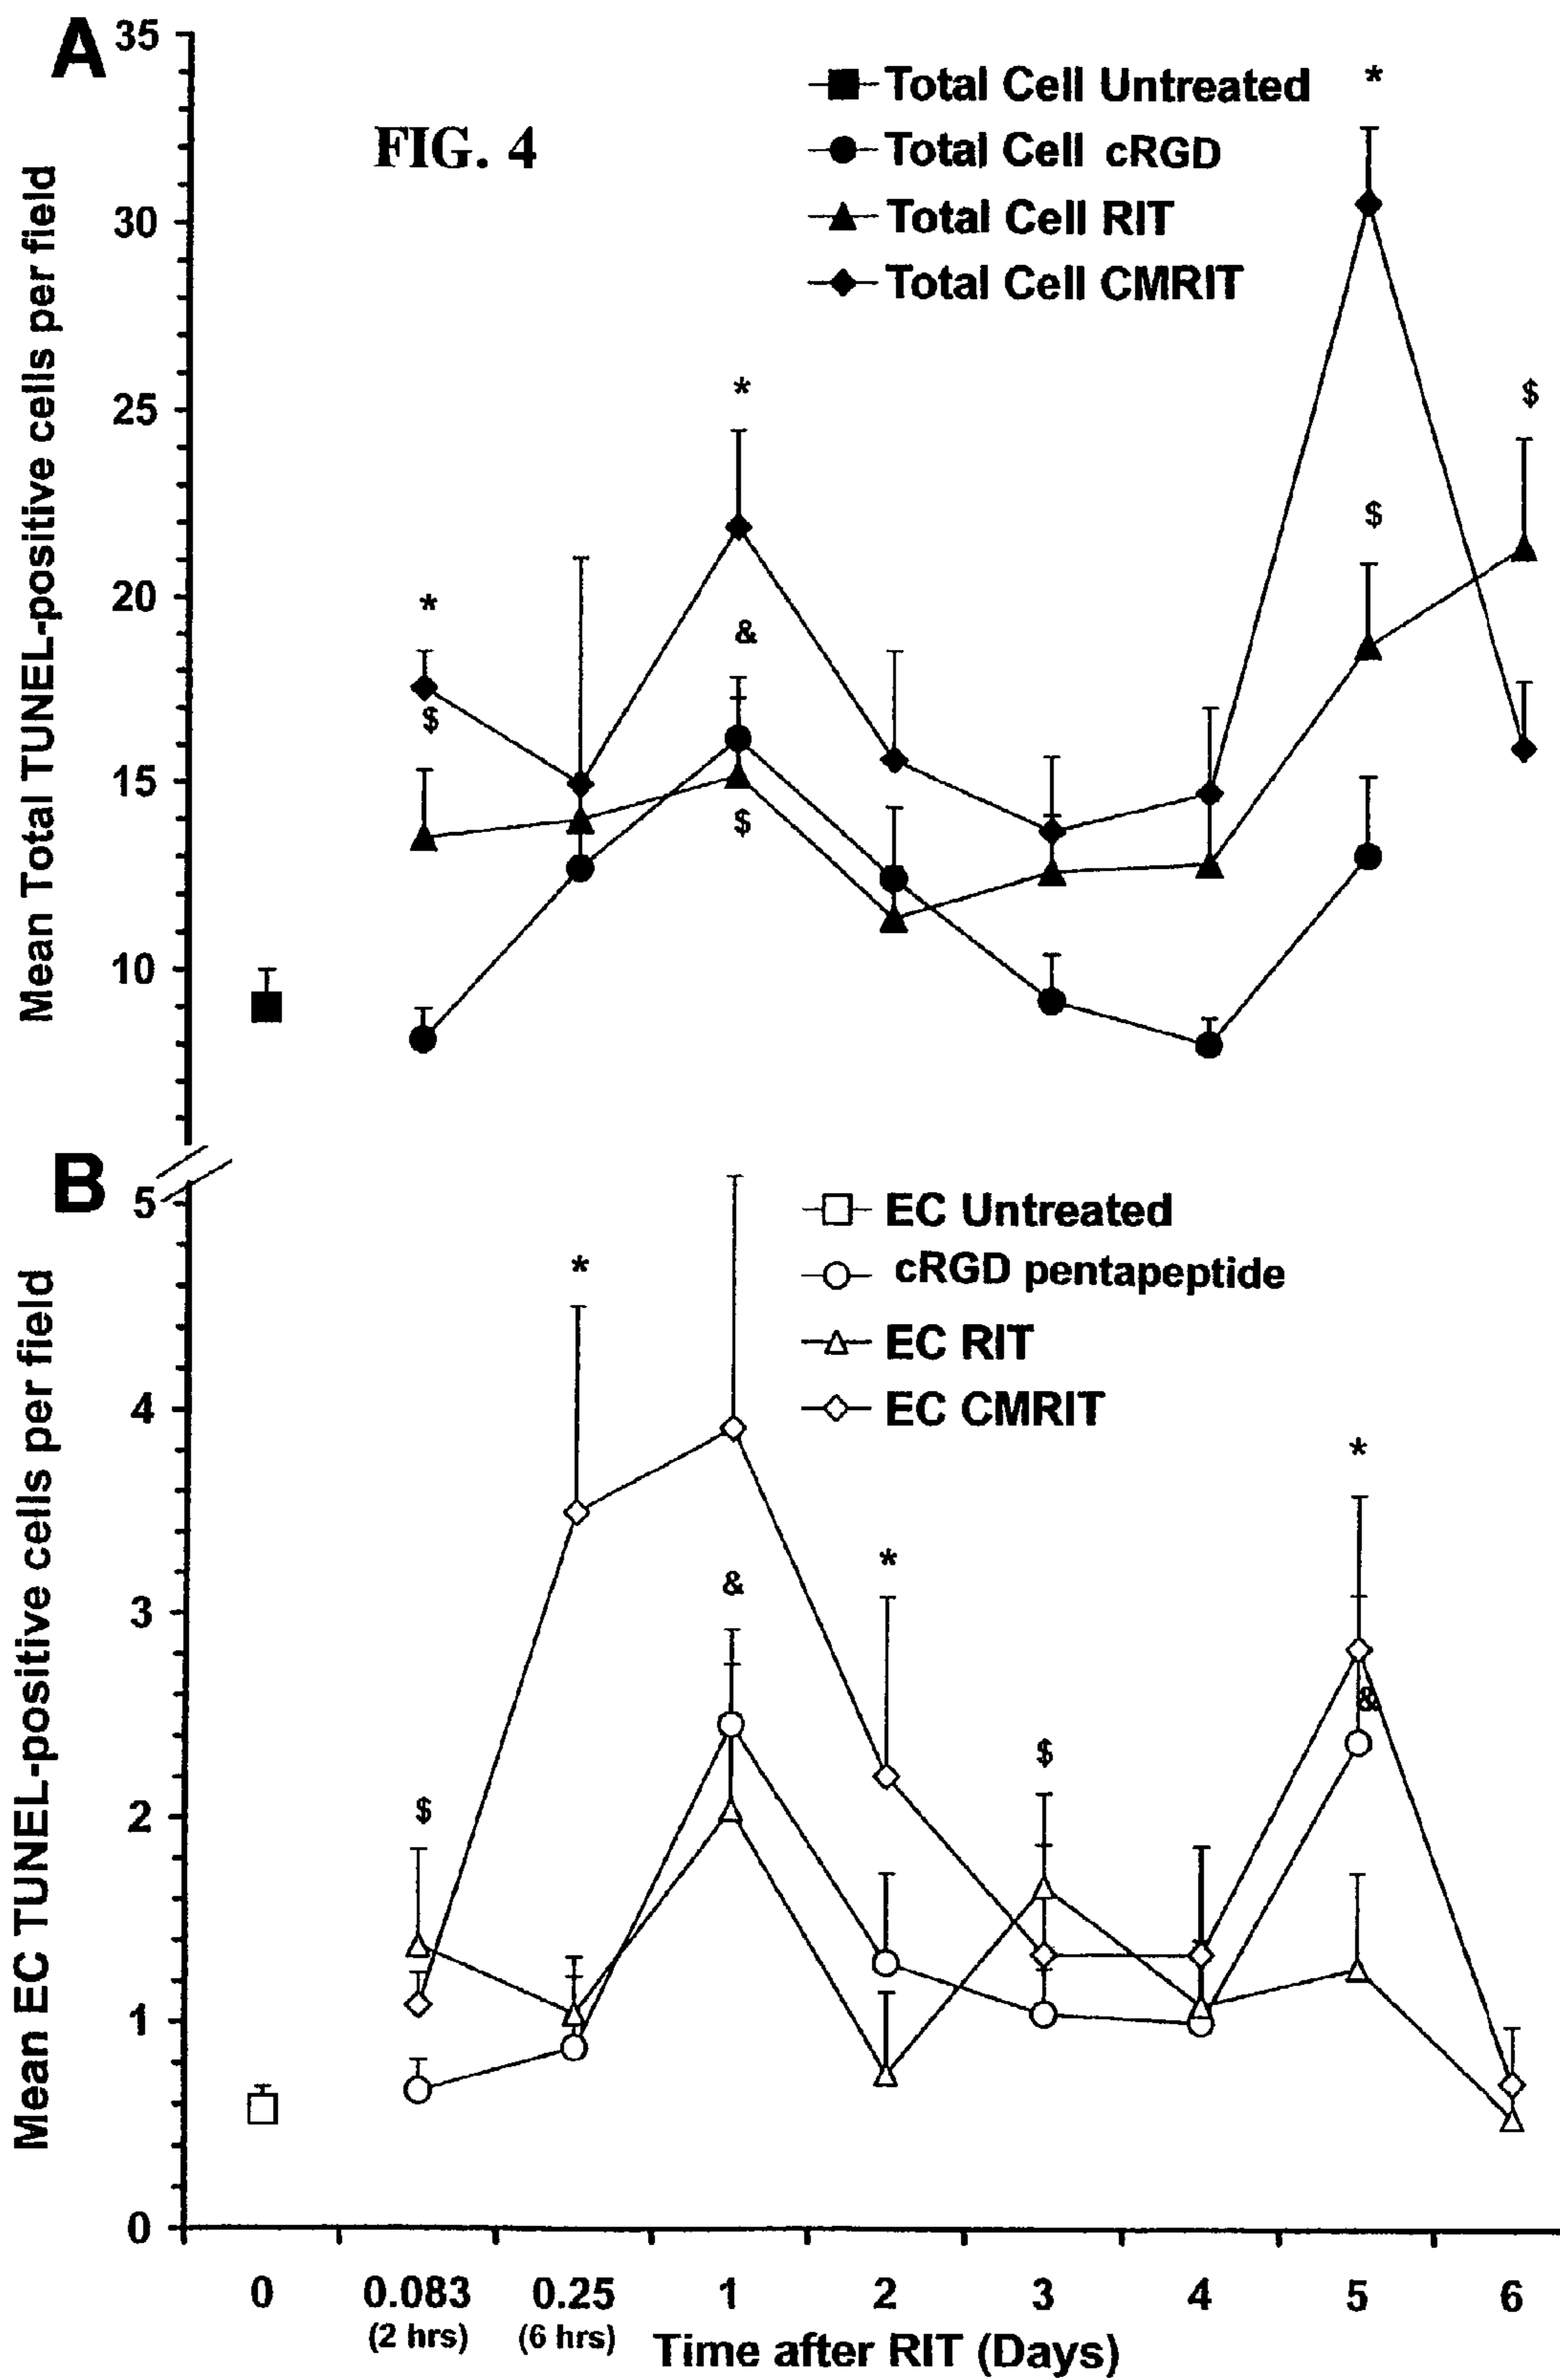 A
35
FIG. 4
Total Cell Untreated
Total Cell cRGD
Total Cell RIT
Total Cell CMRIT
*
30
25
20
15
10
Mean Total TUNEL-positive cells per field
*
$
*
&
$
$
$
B
5
EC Untreated
cRGD pentapeptide
EC RIT
EC CMRIT
4
3
2
1
0
Mean EC TUNEL-positive cells per field
$
*
&
*
$
*
&
0 0.083 0.25 1 2 3 4 5 6
(2 hrs) (6 hrs)
Time after RIT (Days)